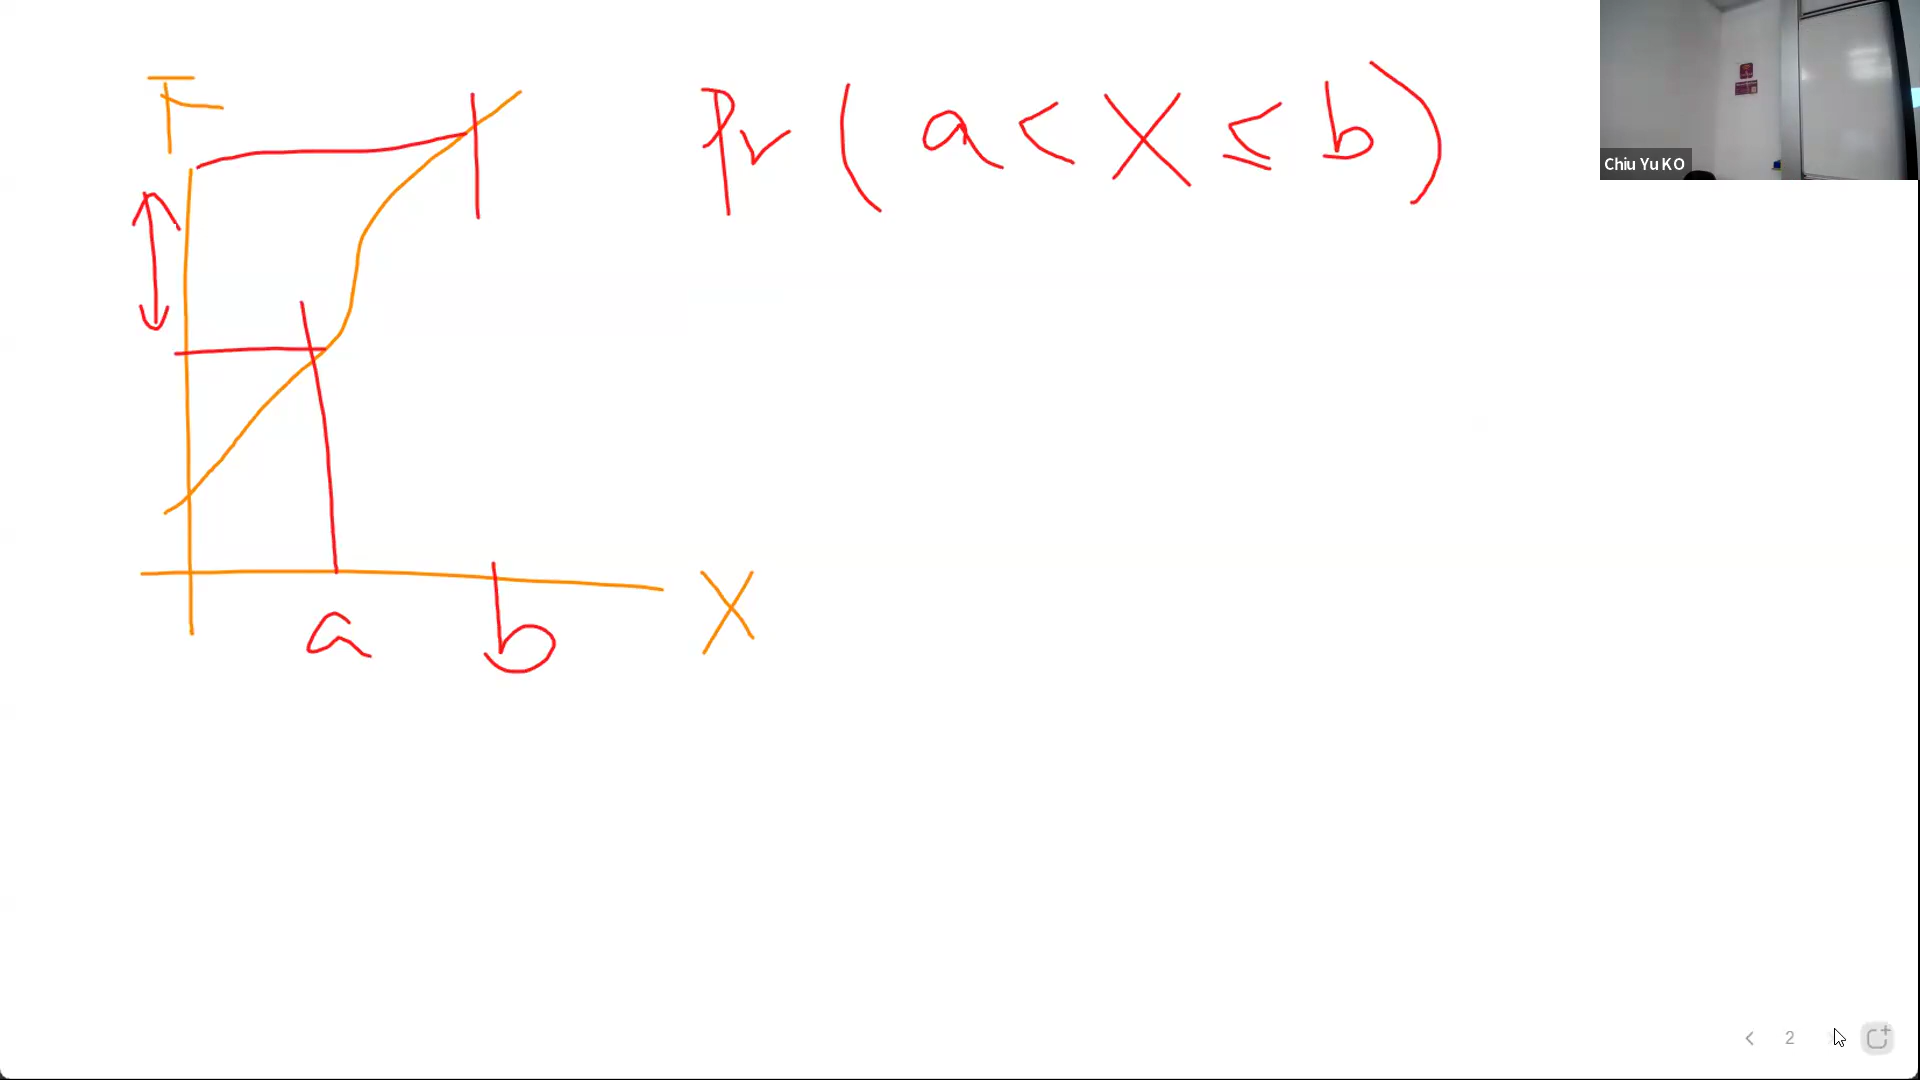 F
Pr ( a < X ≤ b )
Chiu Yu KO
a b X
2